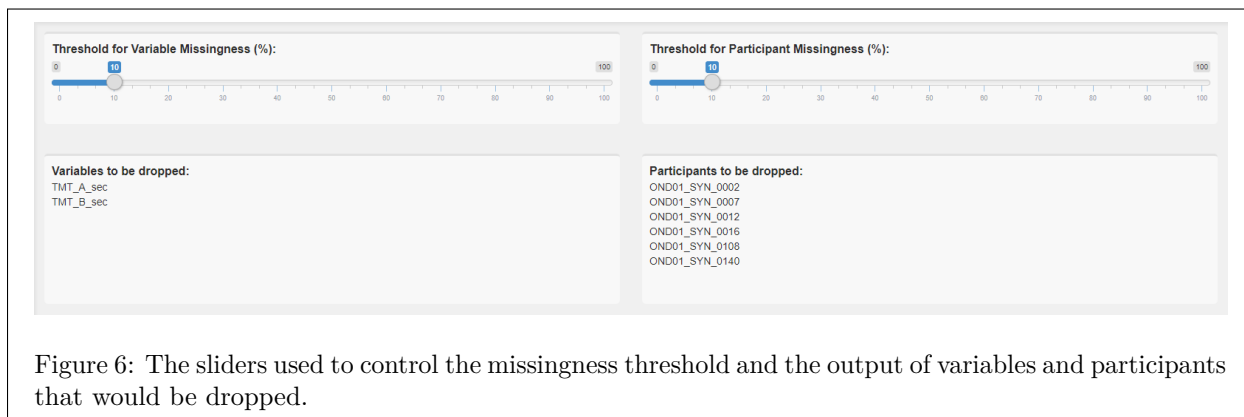 Threshold for Variable Missingness (%):
0 10 100
0 10 20 30 40 50 60 70 80 90 100
Variables to be dropped:
TMT_A_sec
TMT_B_sec
Threshold for Participant Missingness (%):
0 10 100
0 10 20 30 40 50 60 70 80 90 100
Participants to be dropped:
OND01_SYN_0002
OND01_SYN_0007
OND01_SYN_0012
OND01_SYN_0016
OND01_SYN_0108
OND01_SYN_0140
Figure 6: The sliders used to control the missingness threshold and the output of variables and participants
that would be dropped.